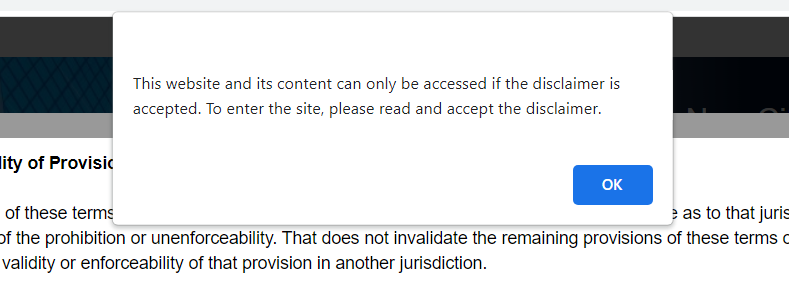 This website and its content can only be accessed if the disclaimer is
accepted. To enter the site, please read and accept the disclaimer.
OK
of Provisio
of these terms as to that juris
of the prohibition or unenforceability. That does not invalidate the remaining provisions of these terms o
validity or enforceability of that provision in another jurisdiction.